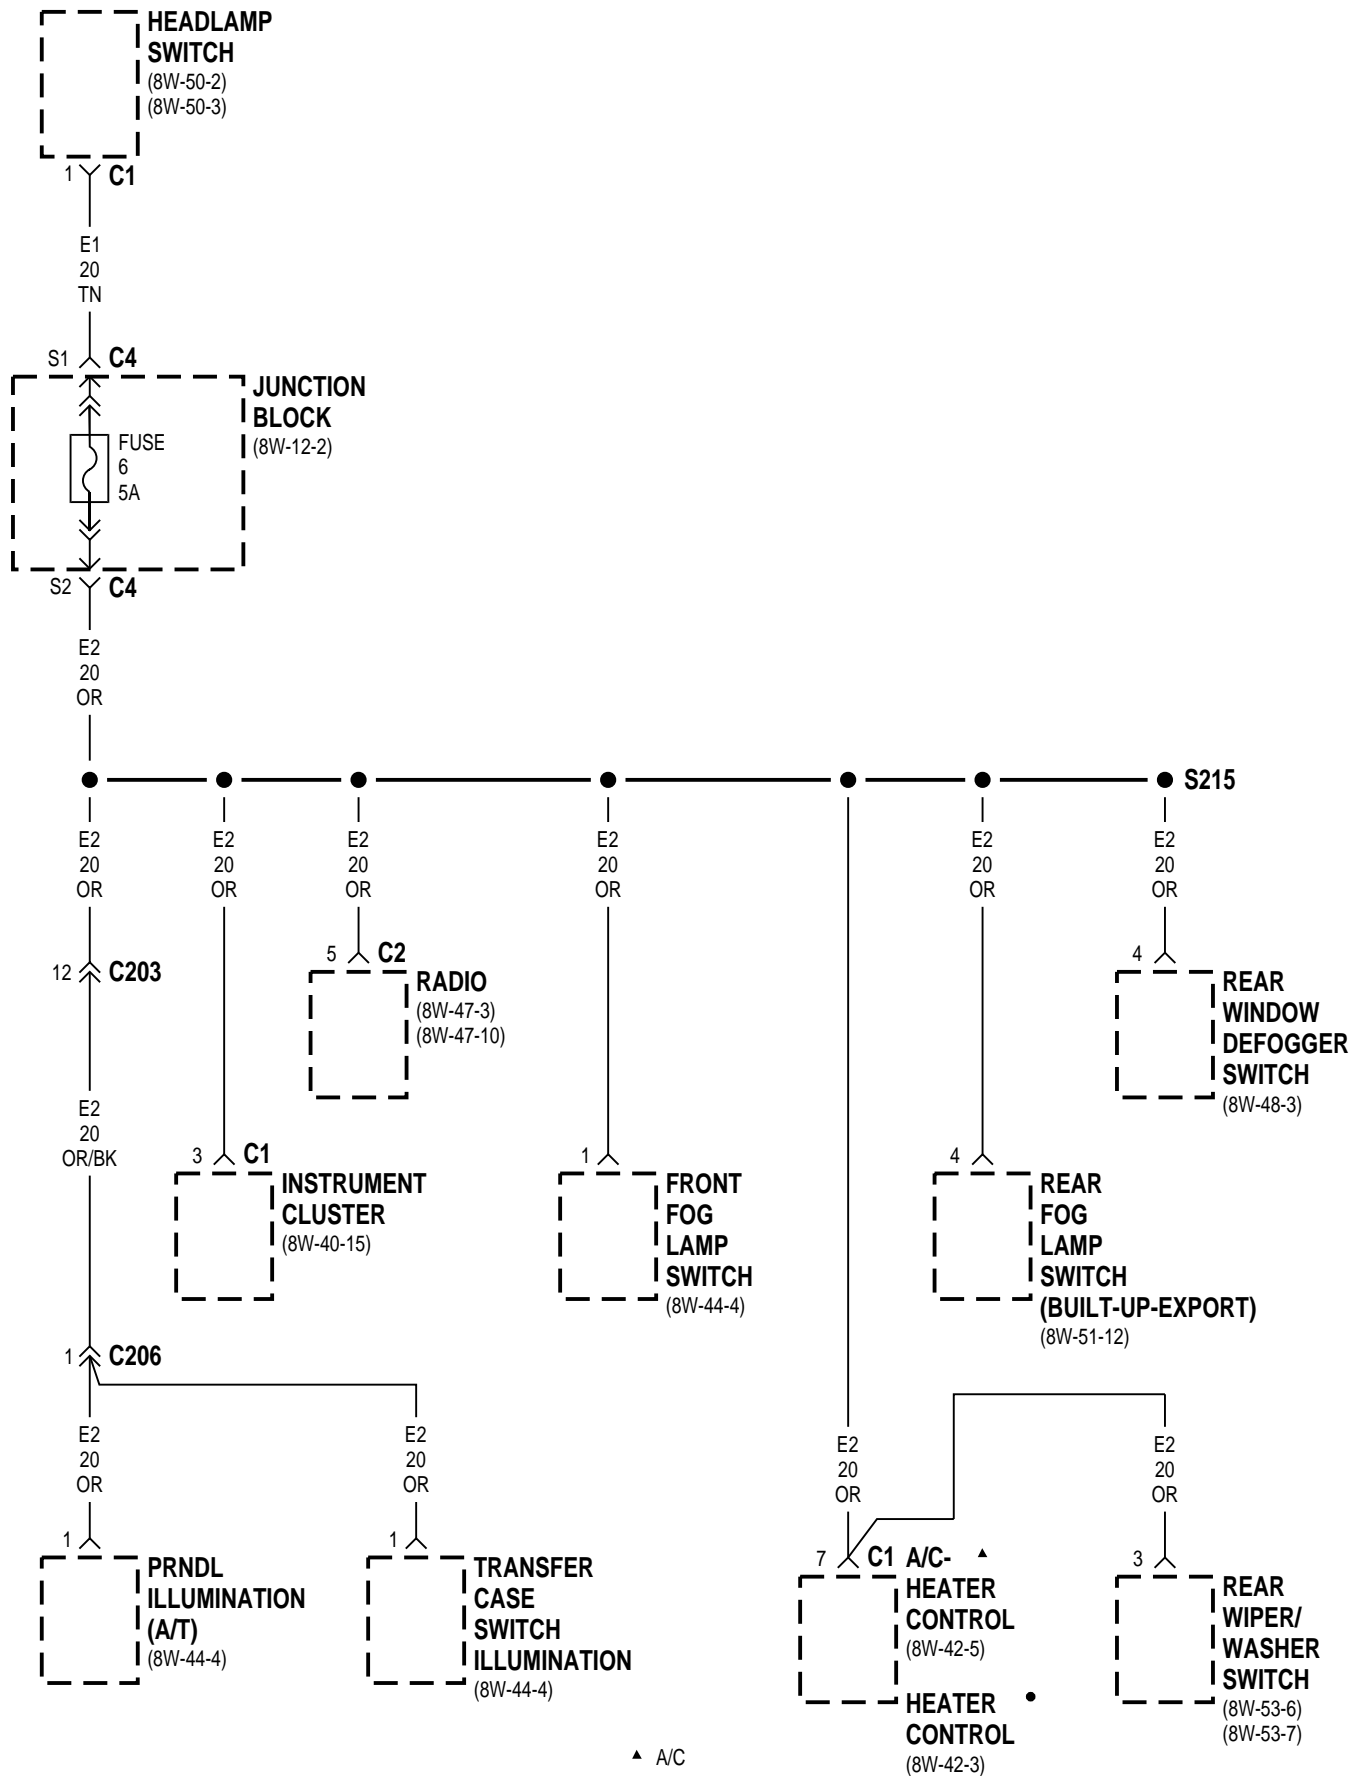 HEADLAMP
SWITCH
(8W-50-2)
(8W-50-3)
1 C1
E1
20
TN
S1 C4
JUNCTION
BLOCK
(8W-12-2)
FUSE
6
5A
S2 C4
E2
20
OR
S215
E2 E2 E2 E2 E2 E2
20 20 20 20 20 20
OR OR OR OR OR OR
5 C2
4
12 C203
RADIO
(8W-47-3)
(8W-47-10)
REAR
WINDOW
DEFOGGER
SWITCH
(8W-48-3)
E2
20
OR/BK
3 C1
INSTRUMENT
CLUSTER
(8W-40-15)
1
FRONT
FOG
LAMP
SWITCH
(8W-44-4)
4
REAR
FOG
LAMP
SWITCH
(BUILT-UP-EXPORT)
(8W-51-12)
1 C206
E2 E2 E2 E2
20 20 20 20
OR OR OR OR
1
PRNDL
ILLUMINATION
(A/T)
(8W-44-4)
1
TRANSFER
CASE
SWITCH
ILLUMINATION
(8W-44-4)
7 C1 A/C- ▲
HEATER
CONTROL
(8W-42-5)
HEATER ●
CONTROL
(8W-42-3)
3
REAR
WIPER/
WASHER
SWITCH
(8W-53-6)
(8W-53-7)
▲ A/C